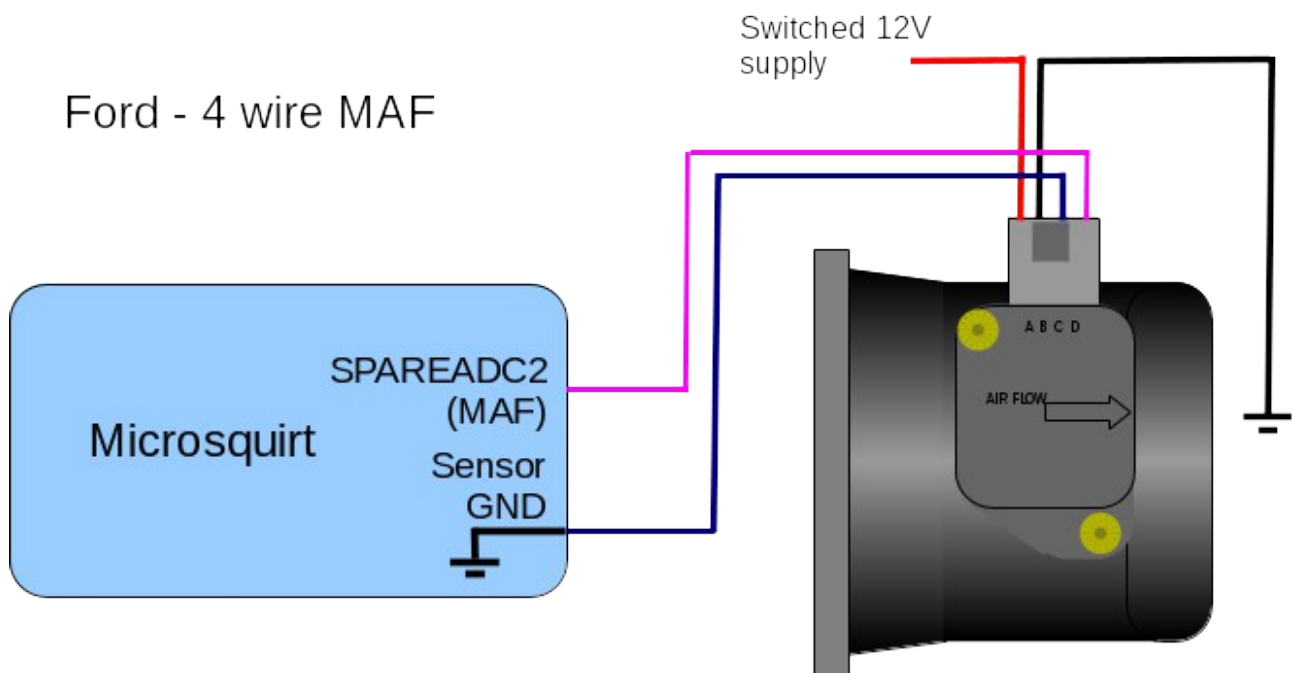 Switched 12V
supply
Ford - 4 wire MAF
A B C D
SPAREADC2
(MAF)
AIR FLOW
Microsquirt
Sensor
GND